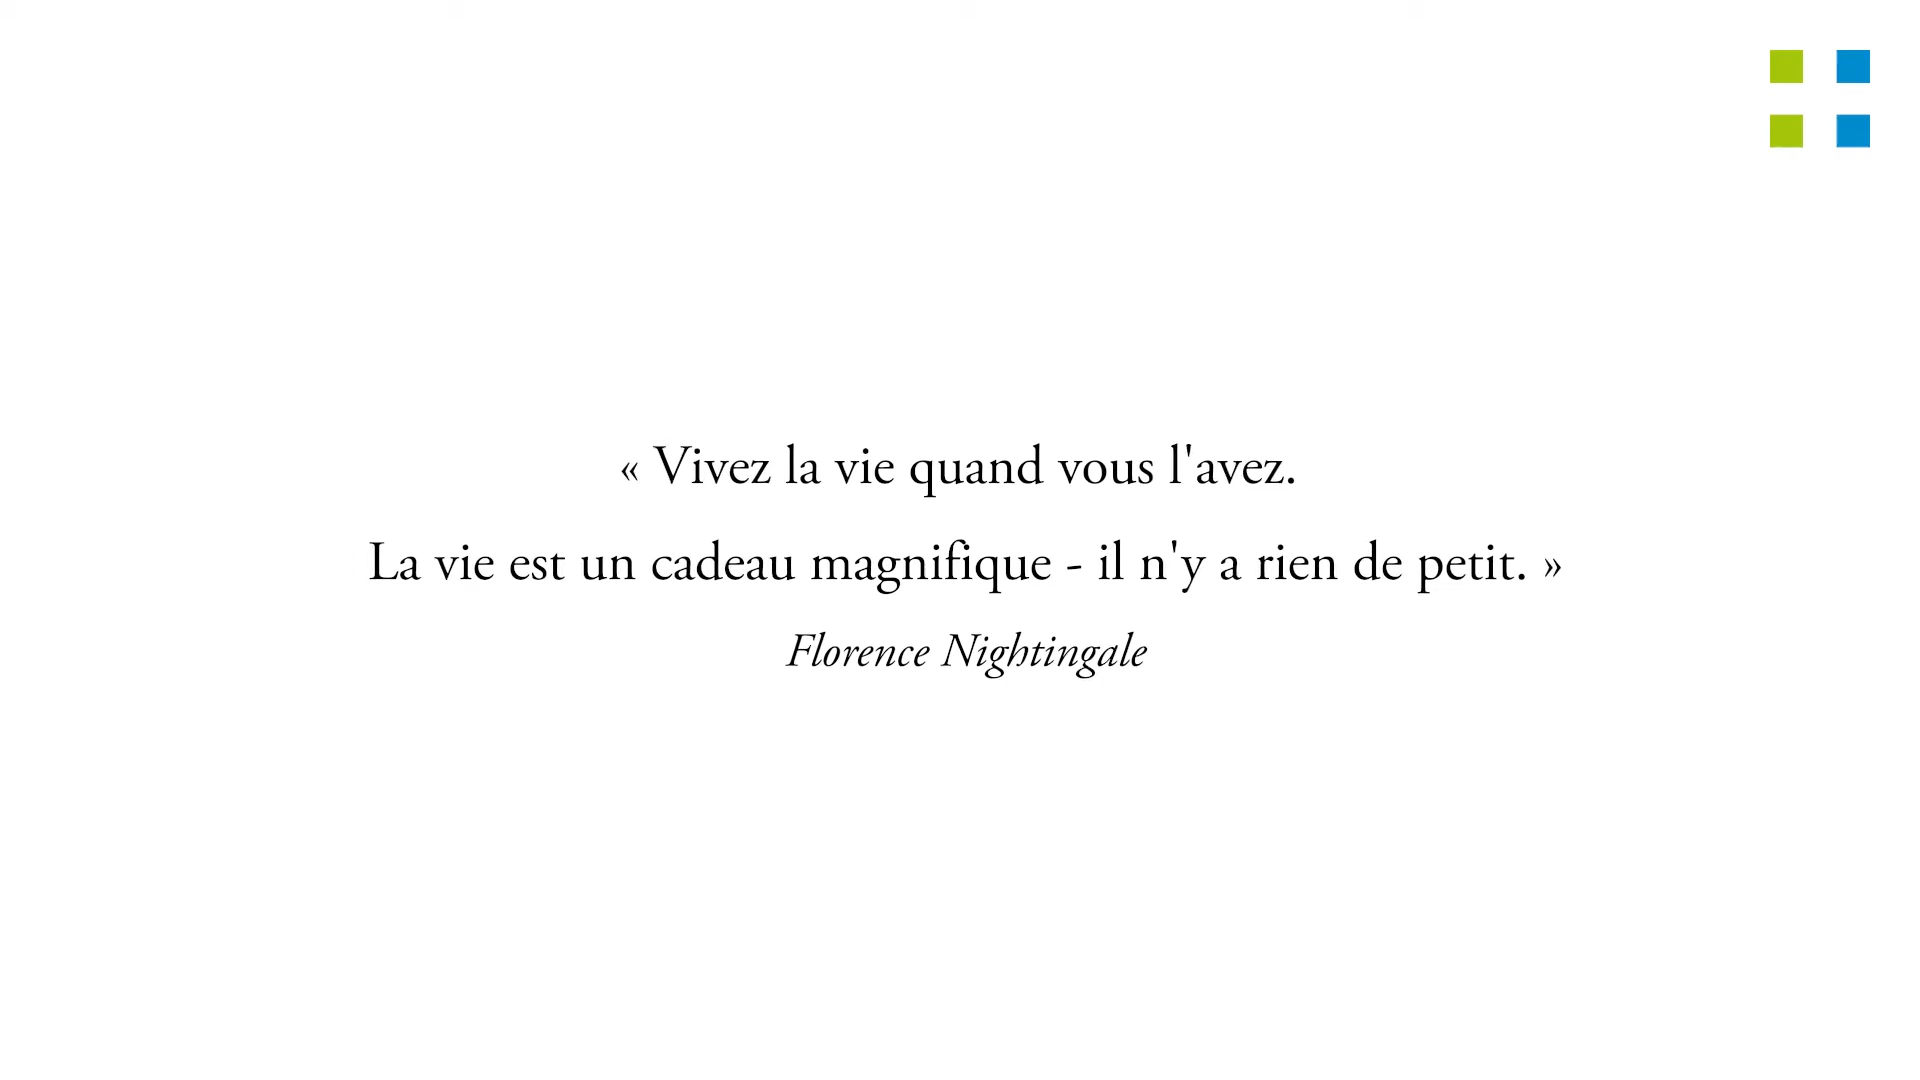 « Vivez la vie quand vous l'avez.
La vie est un cadeau magnifique - il n'y a rien de petit. »
Florence Nightingale